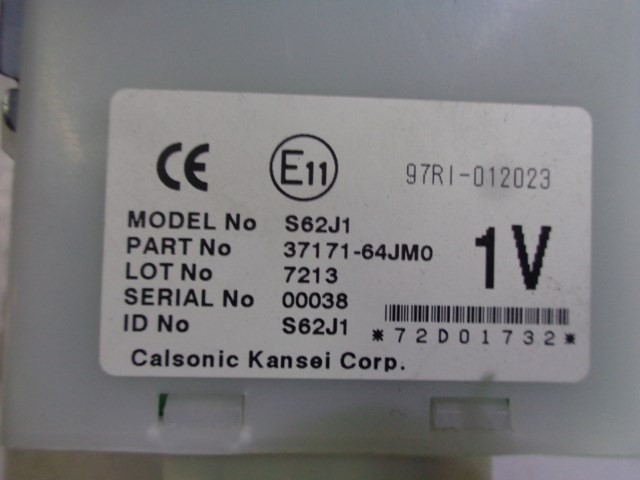 CE E11 97RI-012023
MODEL No S62J1
PART No 37171-64JM0
LOT No 7213
SERIAL No 00038
ID No S62J1
1V
*72D01732*
Calsonic Kansei Corp.